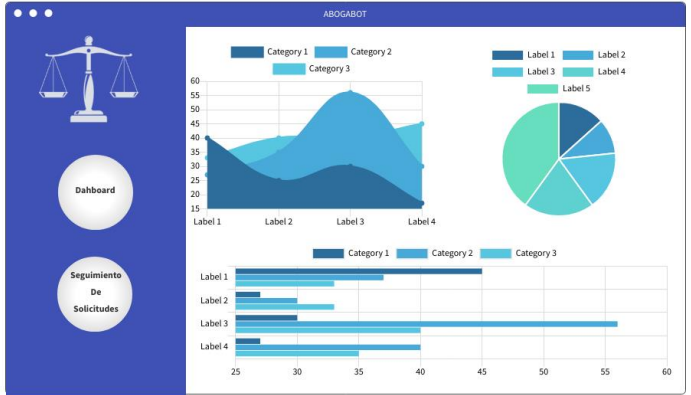 ABOGABOT
Dahboard
Seguimiento
De
Solicitudes
Category 1 Category 2
Category 3
60
55
50
45
40
35
30
25
20
15
Label 1 Label 2 Label 3 Label 4
Label 1 Label 2
Label 3 Label 4
Label 5
Category 1 Category 2 Category 3
Label 1
Label 2
Label 3
Label 4
25 30 35 40 45 50 55 60